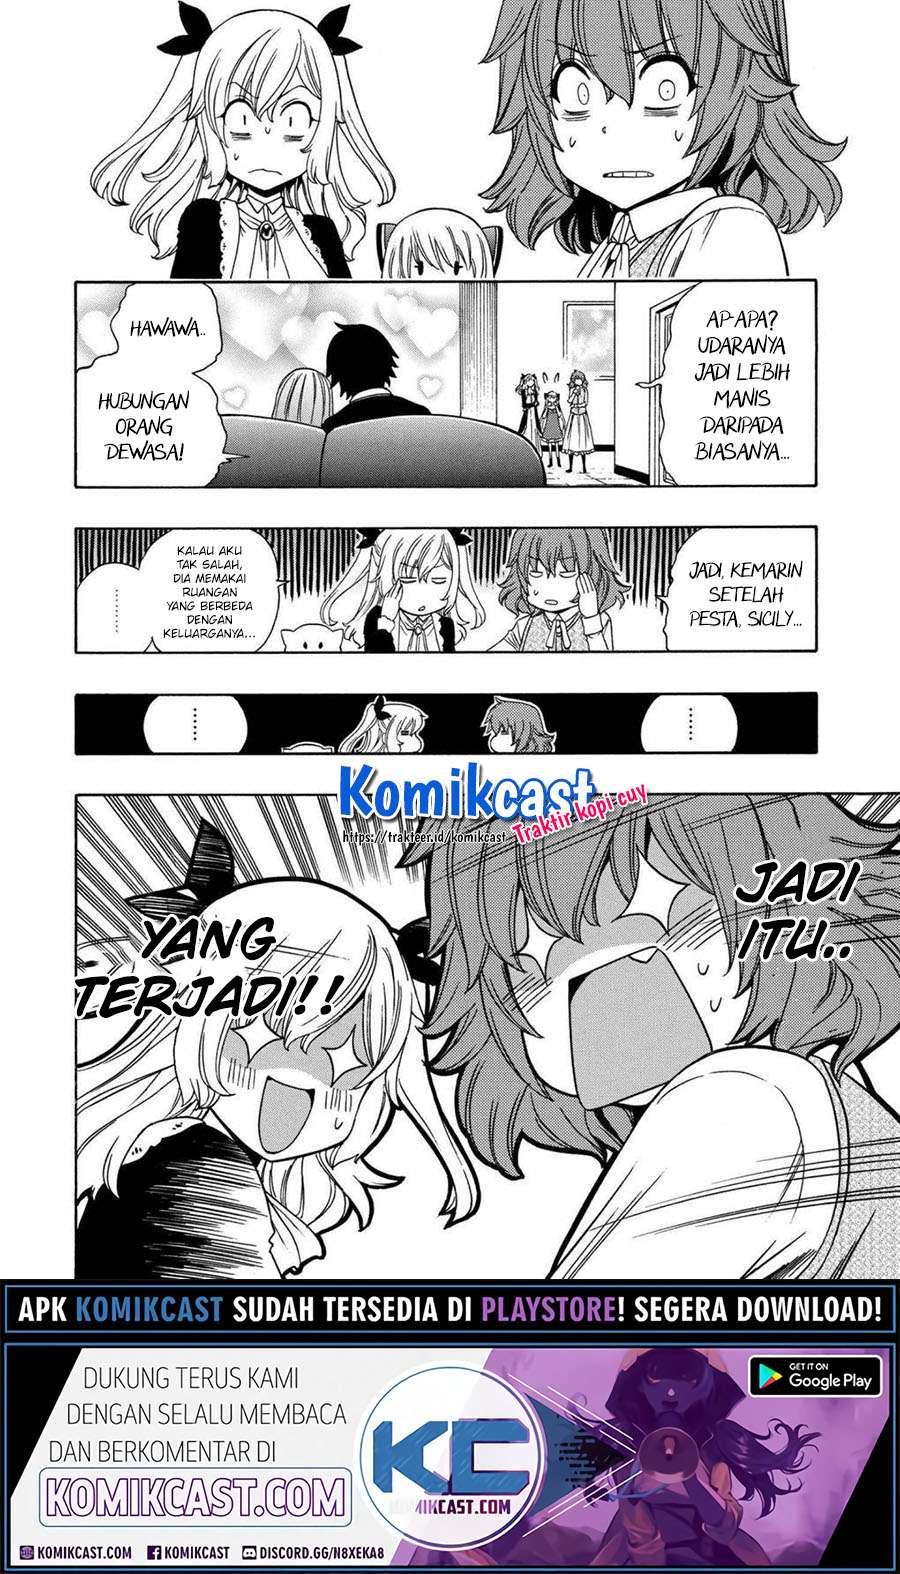 AP-APA?
UDARANYA
JADI LEBIH
MANIS
DARIPADA
BIASANYA...
HAWAWA..
HUBUNGAN
ORANG
DEWASA!
JADI, KEMARIN
SETELAH
PESTA, SICILY...
KALAU AKU
TAK SALAH,
DIA MEMAKAI
RUANGAN
YANG BERBEDA
DENGAN
KELUARGANYA...
........
......
......
Komikcast
Traktir kopi cuy
https://trakteer.id/komikcast
JADI
ITU..
YANG
TERJADI!!
APK KOMIKCAST SUDAH TERSEDIA DI PLAYSTORE! SEGERA DOWNLOAD!
DUKUNG TERUS KAMI
DENGAN SELALU MEMBACA
DAN BERKOMENTAR DI
KOMIKCAST.COM
KOMIKCAST.COM KOMIKCAST DISCORD.GG/N8XEKA8
KC
KOMIKCAST.COM
GET IT ON
Google Play